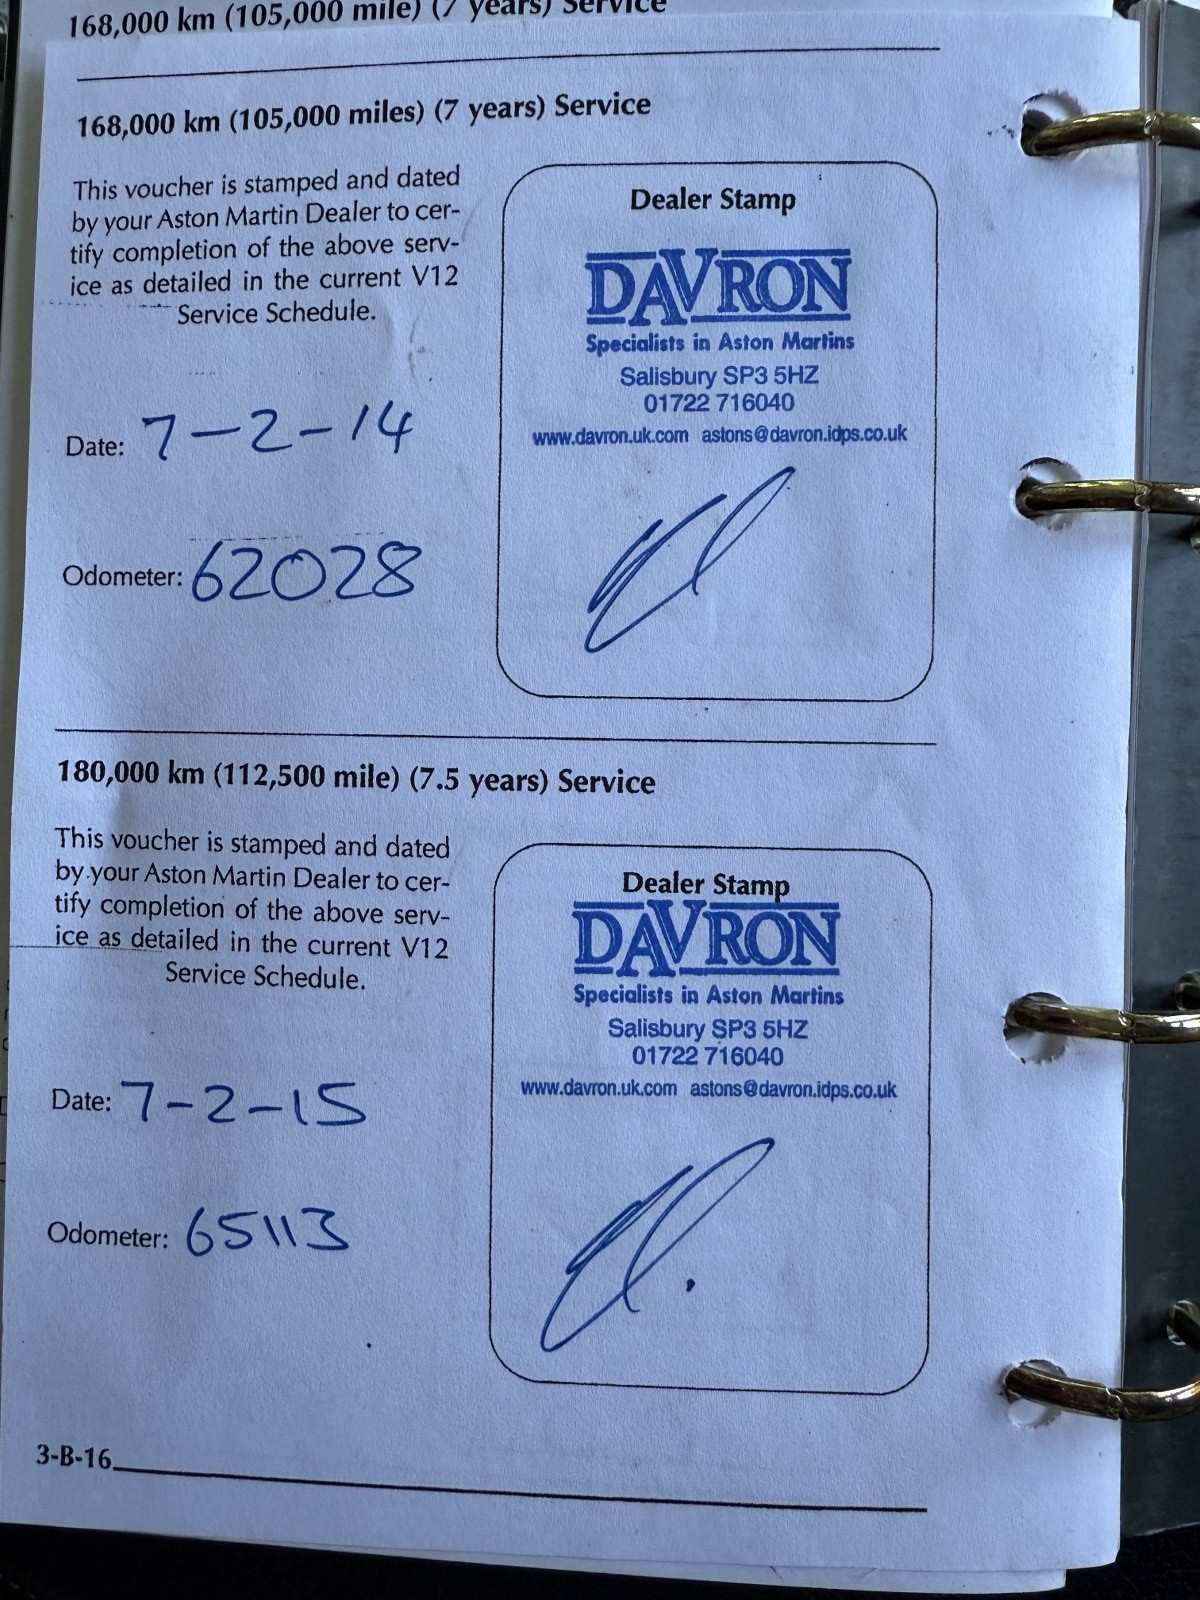 168,000 km (105,000 mile) (7 years) Service
168,000 km (105,000 miles) (7 years) Service
This voucher is stamped and dated
by your Aston Martin Dealer to cer-
tify completion of the above serv-
ice as detailed in the current V12
Service Schedule.
Dealer Stamp
DAVRON
Specialists in Aston Martins
Salisbury SP3 5HZ
01722 716040
www.davron.uk.com astons@davron.idps.co.uk
Date: 7-2-14
Odometer: 62028
180,000 km (112,500 mile) (7.5 years) Service
This voucher is stamped and dated
by your Aston Martin Dealer to cer-
tify completion of the above serv-
ice as detailed in the current V12
Service Schedule.
Dealer Stamp
DAVRON
Specialists in Aston Martins
Salisbury SP3 5HZ
01722 716040
www.davron.uk.com astons@davron.idps.co.uk
Date: 7-2-15
Odometer: 65113
3-B-16